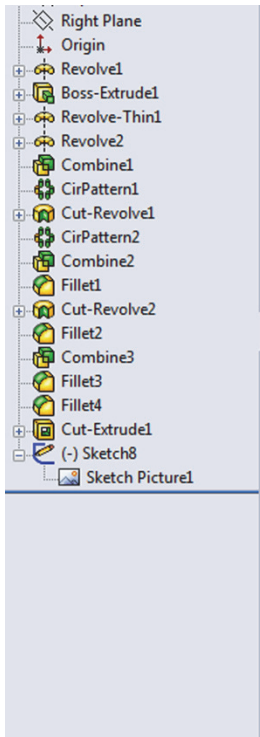 Right Plane
Origin
Revolve1
Boss-Extrude1
Revolve-Thin1
Revolve2
Combine1
CirPattern1
Cut-Revolve1
CirPattern2
Combine2
Fillet1
Cut-Revolve2
Fillet2
Combine3
Fillet3
Fillet4
Cut-Extrude1
(-) Sketch8
Sketch Picture1